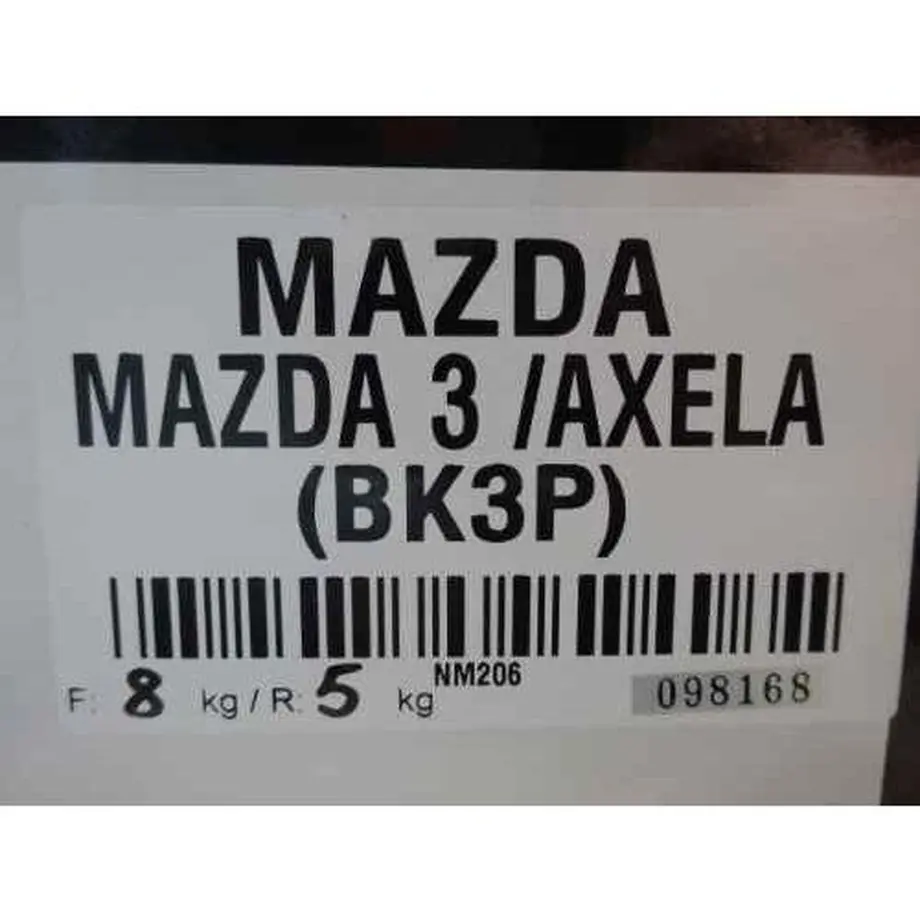 MAZDA
MAZDA 3 /AXELA
(BK3P)
NM206
F: 8 kg / R: 5 kg
098168